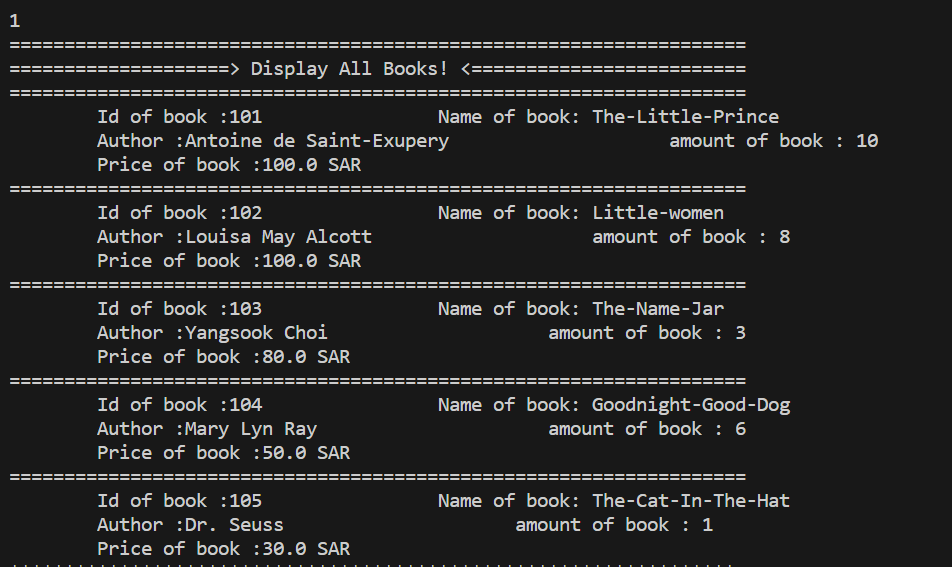 1
===================================================================
====================> Display All Books! <=========================
===================================================================
        Id of book :101                Name of book: The-Little-Prince
        Author :Antoine de Saint-Exupery                    amount of book : 10
        Price of book :100.0 SAR
===================================================================
        Id of book :102                Name of book: Little-women
        Author :Louisa May Alcott                    amount of book : 8
        Price of book :100.0 SAR
===================================================================
        Id of book :103                Name of book: The-Name-Jar
        Author :Yangsook Choi                    amount of book : 3
        Price of book :80.0 SAR
===================================================================
        Id of book :104                Name of book: Goodnight-Good-Dog
        Author :Mary Lyn Ray                     amount of book : 6
        Price of book :50.0 SAR
===================================================================
        Id of book :105                Name of book: The-Cat-In-The-Hat
        Author :Dr. Seuss                     amount of book : 1
        Price of book :30.0 SAR